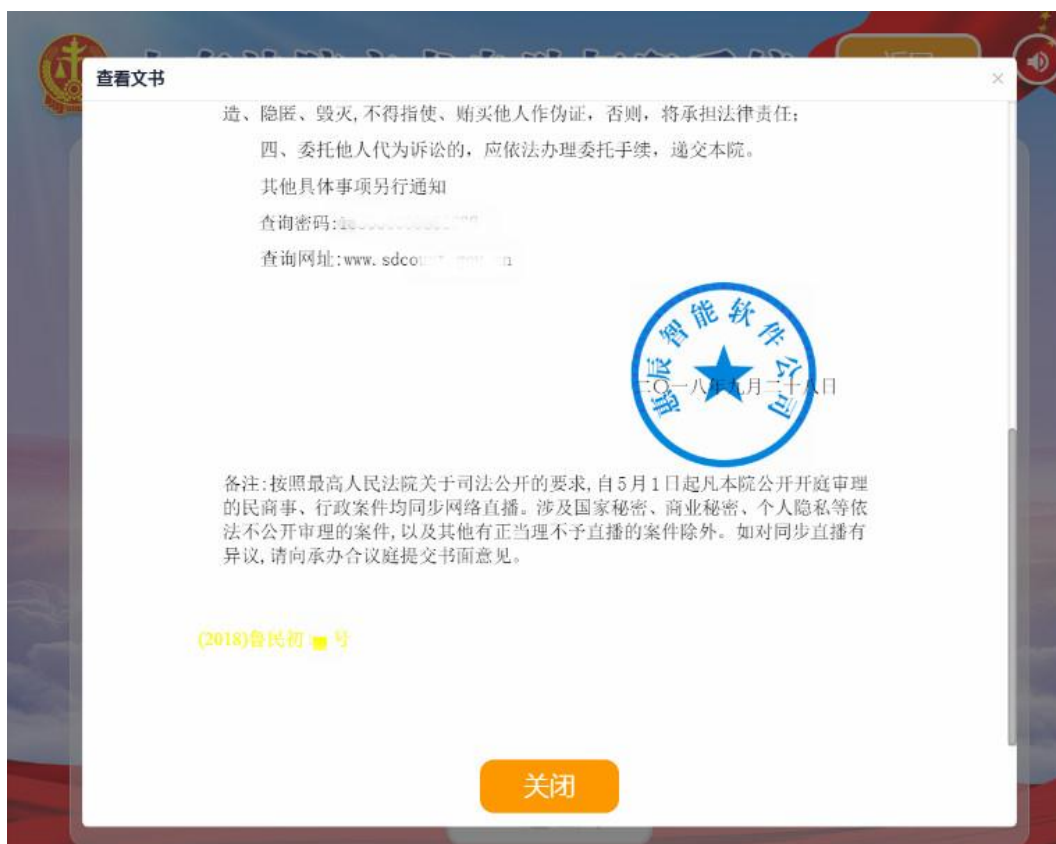 查看文书
×
造、隐匿、毁灭,不得指使、贿买他人作伪证，否则，将承担法律责任;
四、委托他人代为诉讼的，应依法办理委托手续，递交本院。
其他具体事项另行通知
查询密码:
查询网址:www.sdco
惠辰智能软件公司
二〇一八年九月二十八日
备注:按照最高人民法院关于司法公开的要求,自5月1日起凡本院公开开庭审理
的民商事、行政案件均同步网络直播。涉及国家秘密、商业秘密、个人隐私等依
法不公开审理的案件,以及其他有正当理不予直播的案件除外。如对同步直播有
异议,请向承办合议庭提交书面意见。
(2018)鲁民初 号
关闭